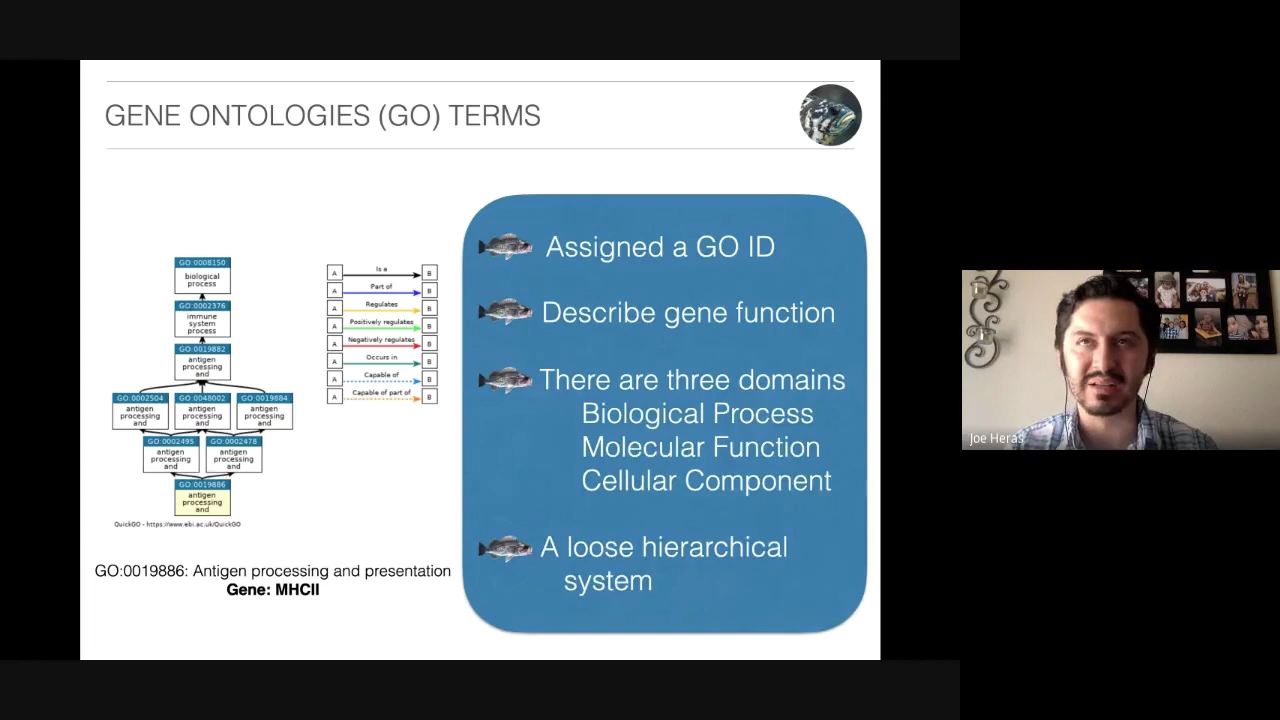 GENE ONTOLOGIES (GO) TERMS
GO:0008150
biological
process
GO:0002376
immune
system
process
GO:0019882
antigen
processing
and
GO:0002504 GO:0048002 GO:0019884
antigen antigen antigen
processing processing processing
and and and
GO:0002495 GO:0002478
antigen antigen
processing processing
and and
GO:0019886
antigen
processing
and
QuickGO - https://www.ebi.ac.uk/QuickGO
A Is a B
A Part of B
A Regulates B
A Positively regulates B
A Negatively regulates B
A Occurs in B
A Capable of B
A Capable of part of B
GO:0019886: Antigen processing and presentation
Gene: MHCII
Assigned a GO ID
Describe gene function
There are three domains
Biological Process
Molecular Function
Cellular Component
A loose hierarchical
system
Joe Heras